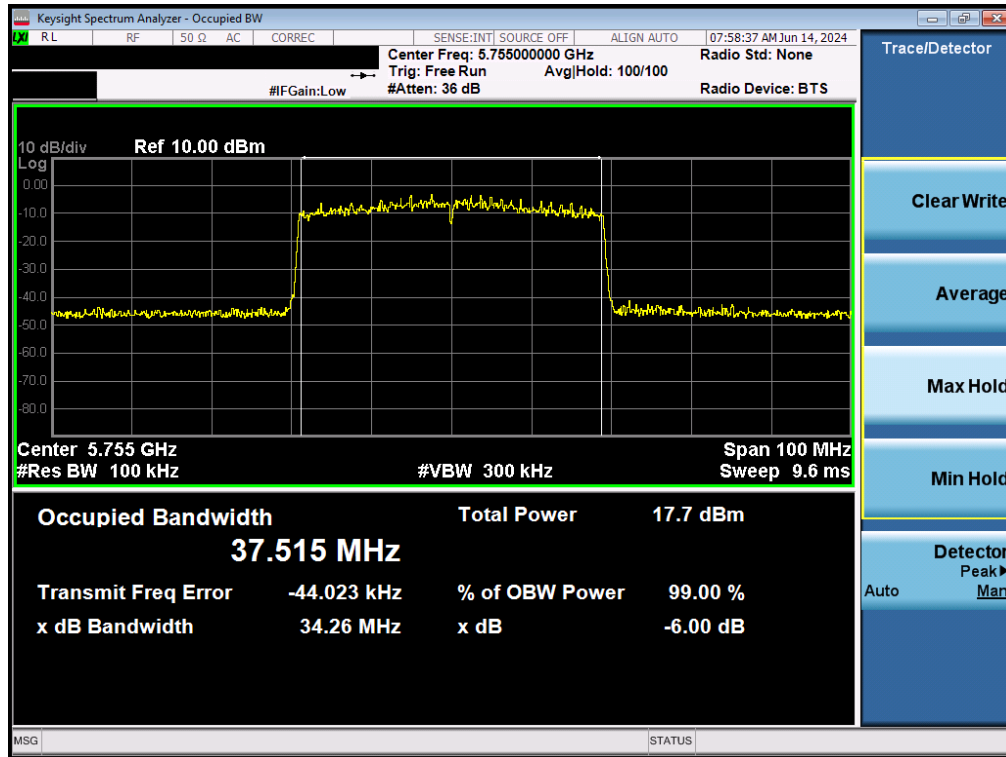 Keysight Spectrum Analyzer - Occupied BW
LXI RL RF 50 Ω AC CORREC SENSE:INT SOURCE OFF ALIGN AUTO 07:58:37 AM Jun 14, 2024
Center Freq: 5.755000000 GHz Radio Std: None
Trig: Free Run Avg|Hold: 100/100
#IFGain:Low #Atten: 36 dB Radio Device: BTS
Trace/Detector
10 dB/div Ref 10.00 dBm
Log
0.00
-10.0
-20.0
-30.0
-40.0
-50.0
-60.0
-70.0
-80.0
Center 5.755 GHz Span 100 MHz
#Res BW 100 kHz #VBW 300 kHz Sweep 9.6 ms
Occupied Bandwidth Total Power 17.7 dBm
37.515 MHz
Transmit Freq Error -44.023 kHz % of OBW Power 99.00 %
x dB Bandwidth 34.26 MHz x dB -6.00 dB
Clear Write
Average
Max Hold
Min Hold
Detector
Peak▶
Auto Man
MSG STATUS